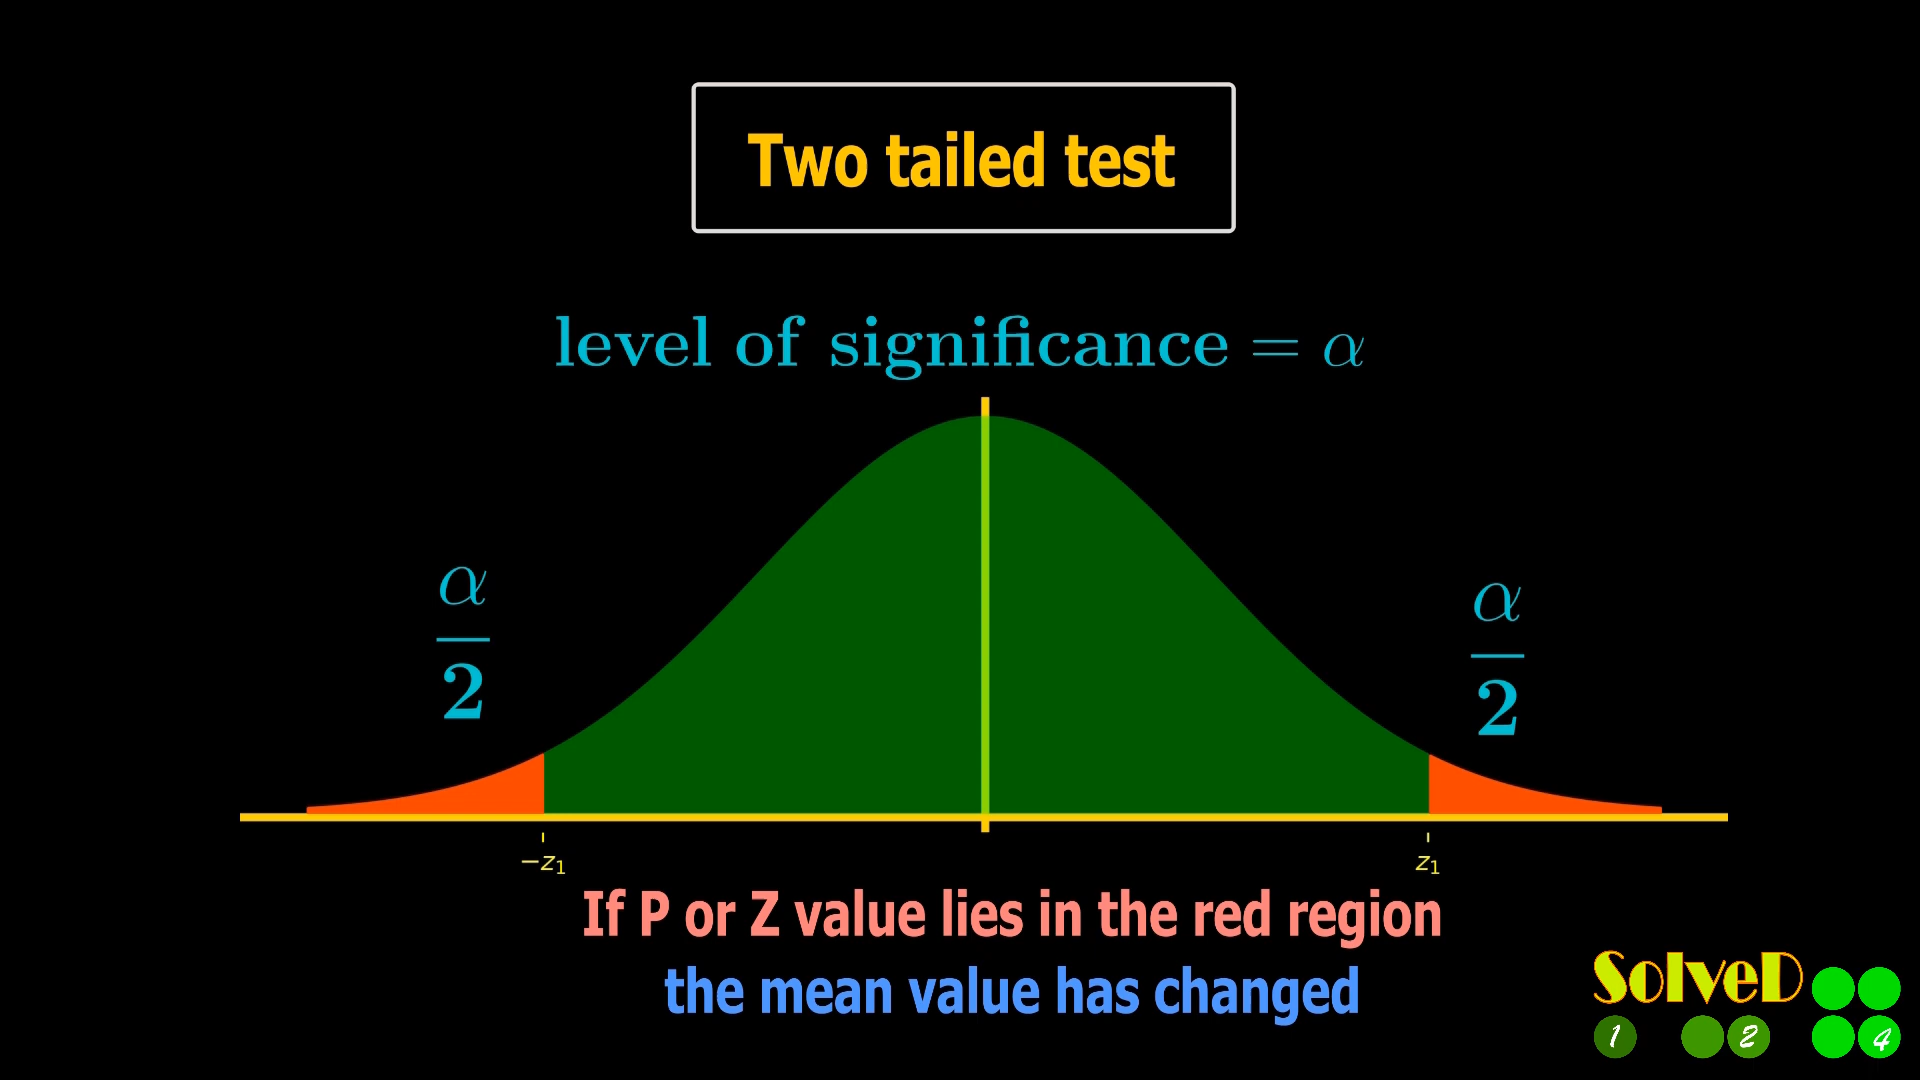 Two tailed test
level of significance = α
α/2
α/2
−z₁
z₁
If P or Z value lies in the red region
the mean value has changed
SolveD
1 2 4